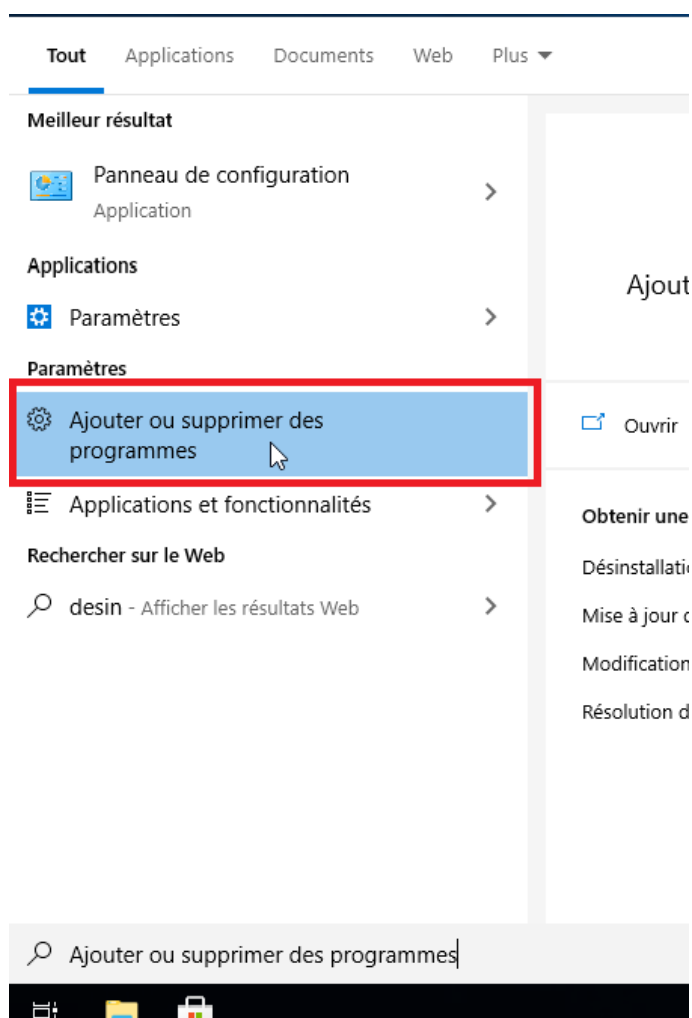 Tout Applications Documents Web Plus
Meilleur résultat
Panneau de configuration
Application
Applications
Paramètres
Paramètres
Ajouter ou supprimer des
programmes
Applications et fonctionnalités
Rechercher sur le Web
desin - Afficher les résultats Web
Ajout
Ouvrir
Obtenir une
Désinstallati
Mise à jour
Modification
Résolution d
Ajouter ou supprimer des programmes